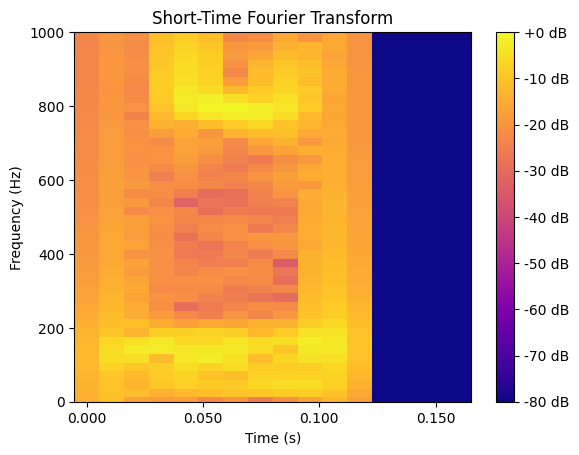 Short-Time Fourier Transform
Frequency (Hz)
1000
800
600
400
200
0
0.000
0.050
0.100
0.150
Time (s)
+0 dB
-10 dB
-20 dB
-30 dB
-40 dB
-50 dB
-60 dB
-70 dB
-80 dB